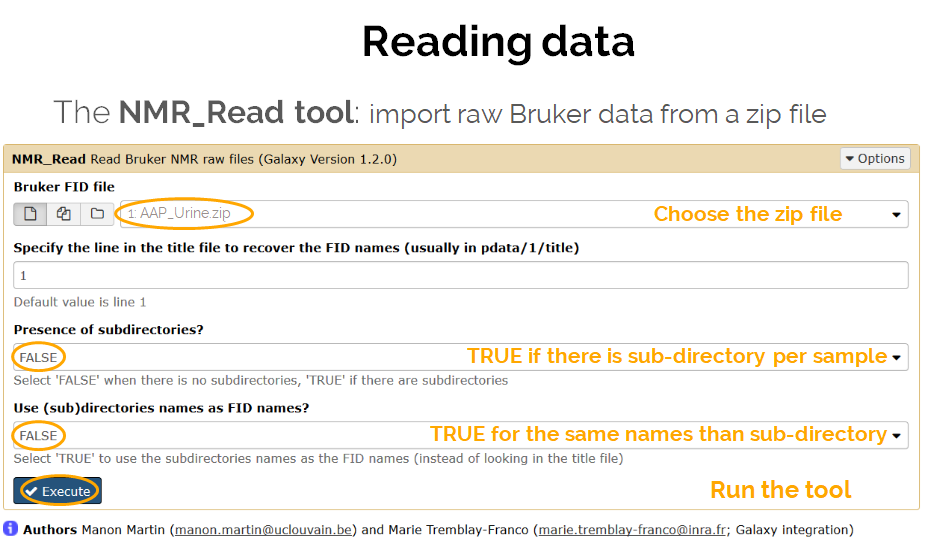 Reading data
The NMR_Read tool: import raw Bruker data from a zip file
NMR_Read Read Bruker NMR raw files (Galaxy Version 1.2.0)
Options
Bruker FID file
1: AAP_Urine.zip
Choose the zip file
Specify the line in the title file to recover the FID names (usually in pdata/1/title)
1
Default value is line 1
Presence of subdirectories?
FALSE
TRUE if there is sub-directory per sample
Select 'FALSE' when there is no subdirectories, 'TRUE' if there are subdirectories
Use (sub)directories names as FID names?
FALSE
TRUE for the same names than sub-directory
Select 'TRUE' to use the subdirectories names as the FID names (instead of looking in the title file)
Execute
Run the tool
Authors Manon Martin (manon.martin@uclouvain.be) and Marie Tremblay-Franco (marie.tremblay-franco@inra.fr; Galaxy integration)